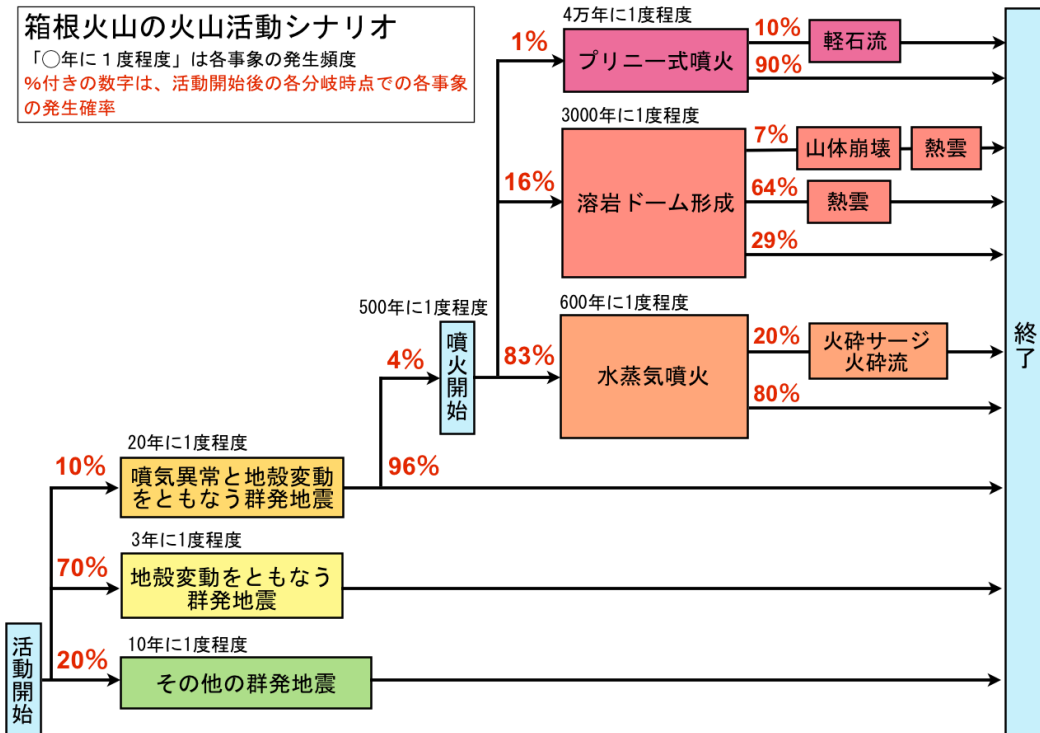 箱根火山の火山活動シナリオ
「○年に１度程度」は各事象の発生頻度
%付きの数字は、活動開始後の各分岐時点での各事象
の発生確率
4万年に1度程度
1%
プリニー式噴火
10%
軽石流
90%
3000年に1度程度
16%
溶岩ドーム形成
7%
山体崩壊
熱雲
64%
熱雲
29%
500年に1度程度
4%
噴火開始
600年に1度程度
83%
水蒸気噴火
20%
火砕サージ
火砕流
80%
20年に1度程度
10%
噴気異常と地殻変動
をともなう群発地震
96%
3年に1度程度
70%
地殻変動をともなう
群発地震
10年に1度程度
活動開始
20%
その他の群発地震
終了